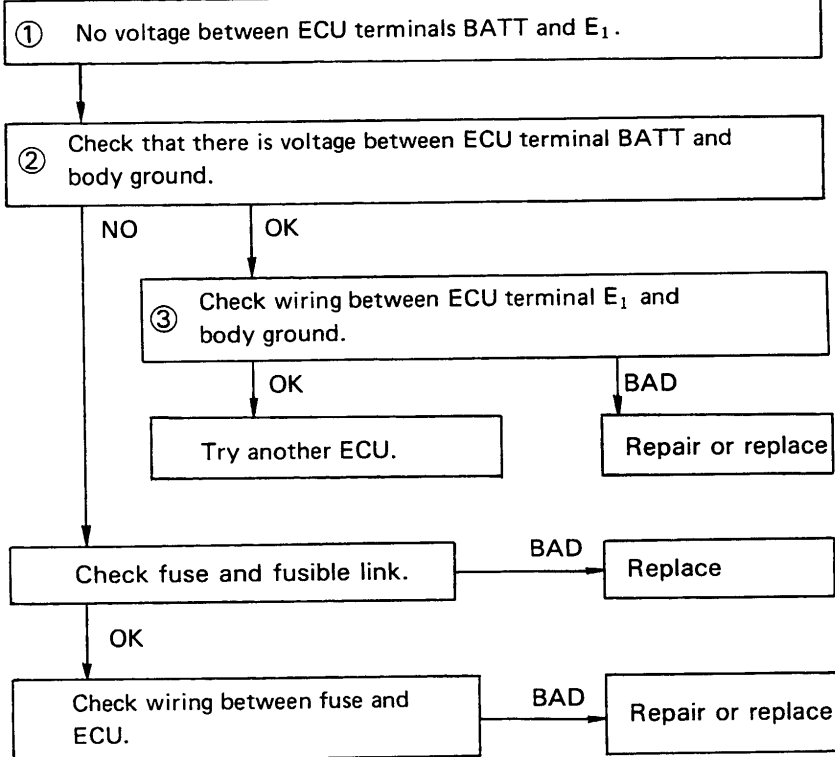 ① No voltage between ECU terminals BATT and E₁.
② Check that there is voltage between ECU terminal BATT and
body ground.
NO
OK
③ Check wiring between ECU terminal E₁ and
body ground.
OK
BAD
Try another ECU.
Repair or replace
Check fuse and fusible link.
BAD
Replace
OK
Check wiring between fuse and
ECU.
BAD
Repair or replace